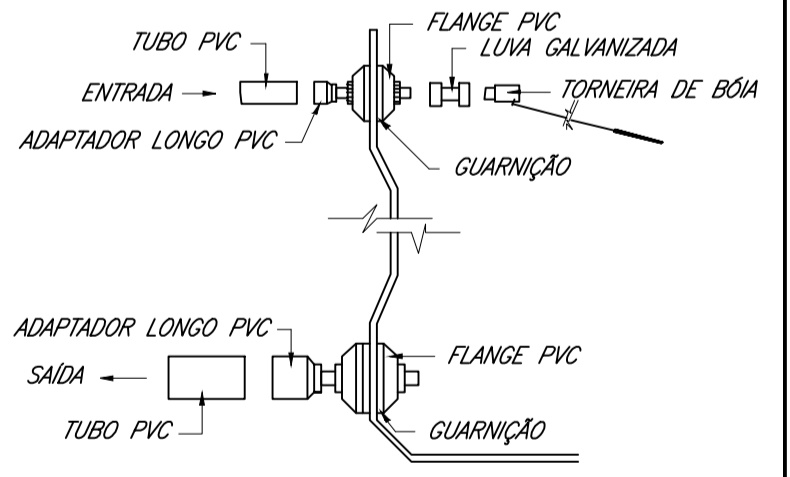 FLANGE PVC
TUBO PVC
LUVA GALVANIZADA
ENTRADA
TORNEIRA DE BÓIA
ADAPTADOR LONGO PVC
GUARNIÇÃO
ADAPTADOR LONGO PVC
FLANGE PVC
SAÍDA
TUBO PVC
GUARNIÇÃO